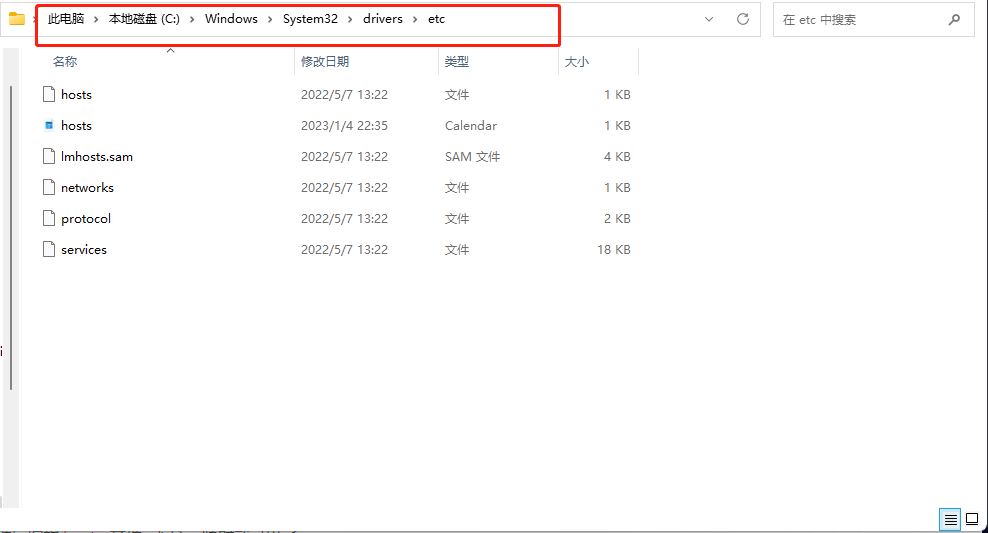 此电脑 › 本地磁盘 (C:) › Windows › System32 › drivers › etc 在 etc 中搜索
名称 修改日期 类型 大小
hosts 2022/5/7 13:22 文件 1 KB
hosts 2023/1/4 22:35 Calendar 1 KB
lmhosts.sam 2022/5/7 13:22 SAM 文件 4 KB
networks 2022/5/7 13:22 文件 1 KB
protocol 2022/5/7 13:22 文件 2 KB
services 2022/5/7 13:22 文件 18 KB